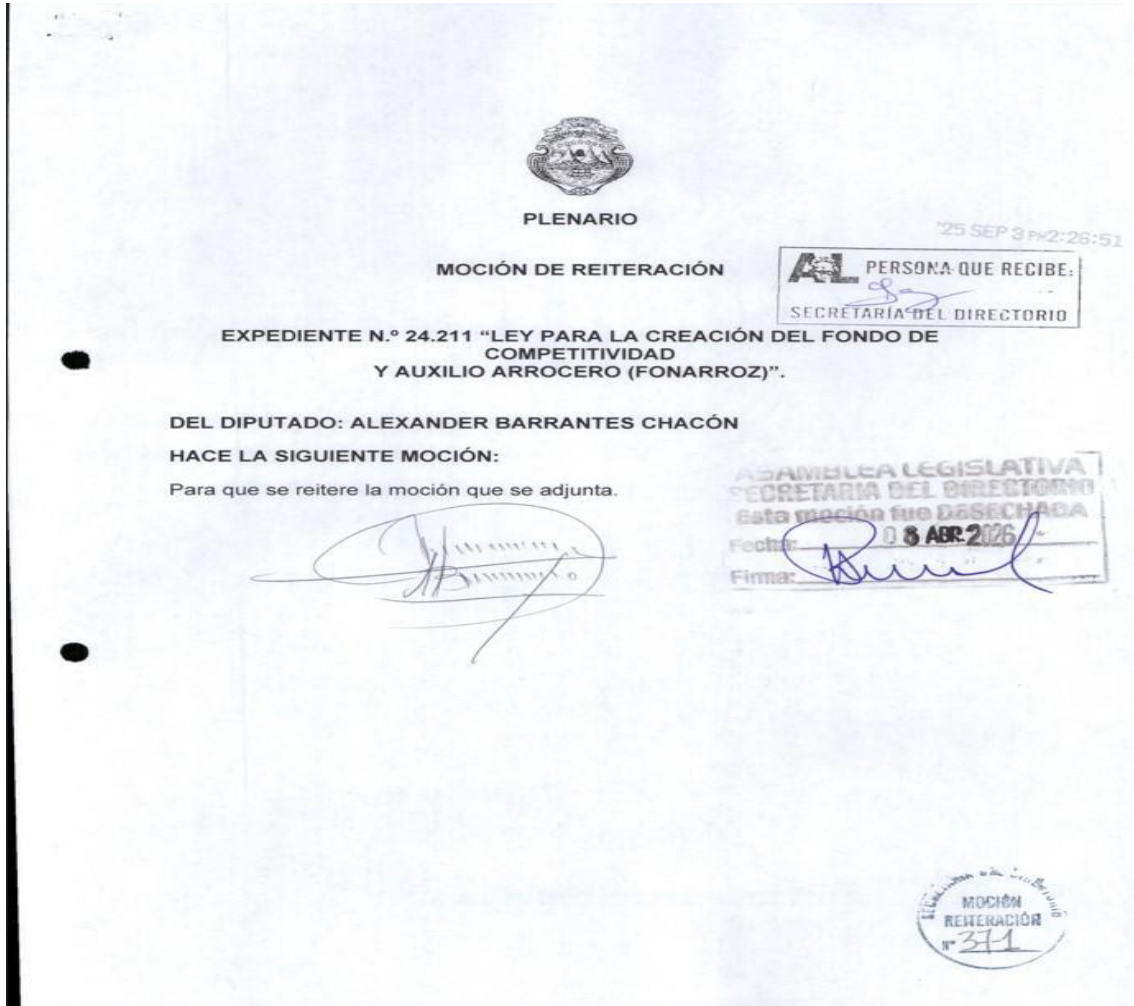 PLENARIO
'25 SEP 3 PM2:26:51
MOCIÓN DE REITERACIÓN
AL PERSONA QUE RECIBE:
SECRETARIA DEL DIRECTORIO
EXPEDIENTE N.º 24.211 “LEY PARA LA CREACIÓN DEL FONDO DE
COMPETITIVIDAD
Y AUXILIO ARROCERO (FONARROZ)”.
DEL DIPUTADO: ALEXANDER BARRANTES CHACÓN
HACE LA SIGUIENTE MOCIÓN:
Para que se reitere la moción que se adjunta.
ASAMBLEA LEGISLATIVA
SECRETARIA DEL DIRECTORIO
Esta moción fue DESECHADA
Fecha: ABR. 2026
Firma:
MOCIÓN
REITERACIÓN
Nº 371